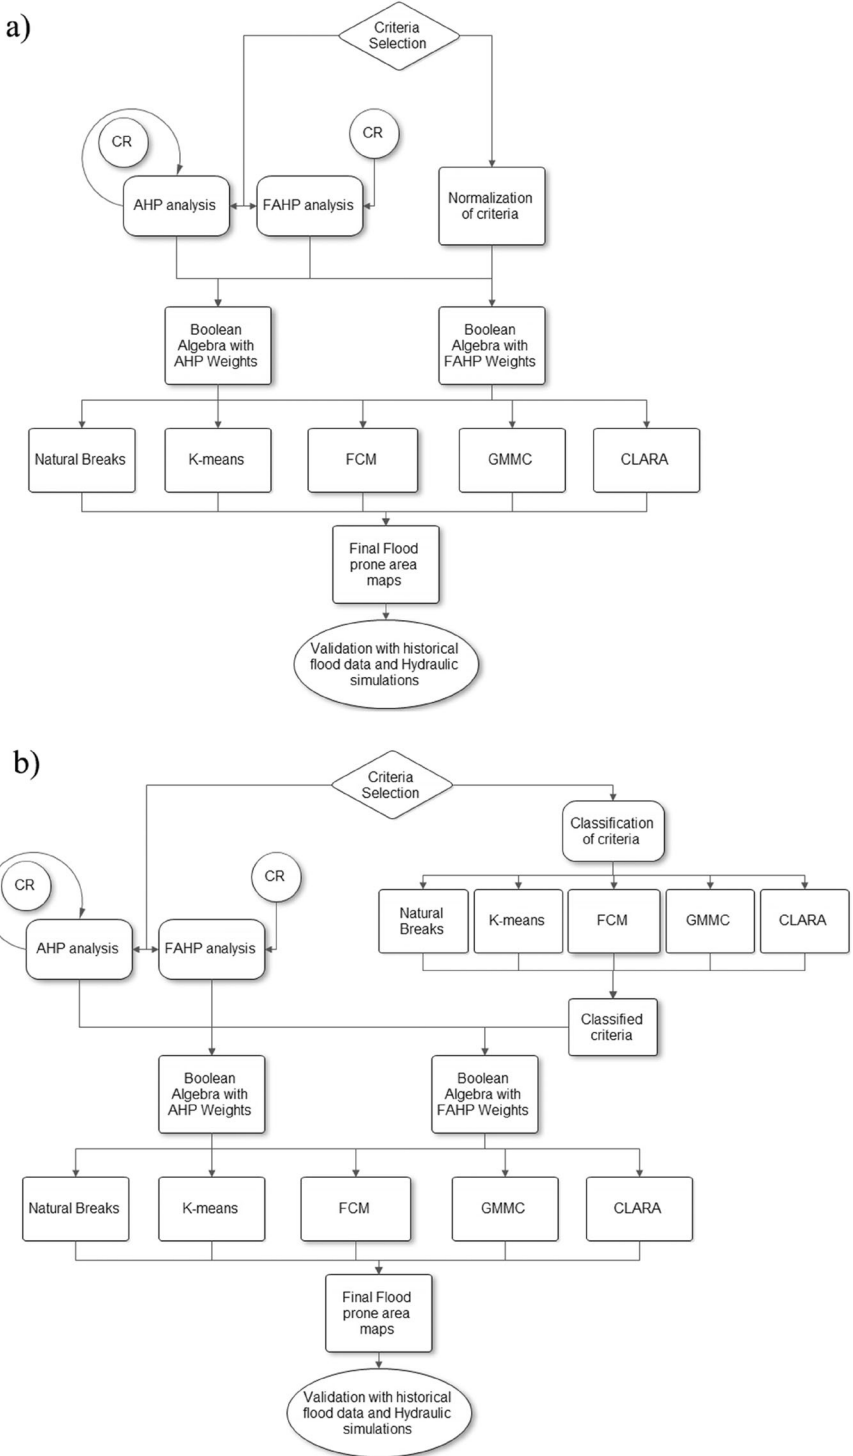 a)
Criteria
Selection
CR
CR
AHP analysis
FAHP analysis
Normalization
of criteria
Boolean
Algebra with
AHP Weights
Boolean
Algebra with
FAHP Weights
Natural Breaks
K-means
FCM
GMMC
CLARA
Final Flood
prone area
maps
Validation with historical
flood data and Hydraulic
simulations
b)
Criteria
Selection
Classification
of criteria
CR
CR
AHP analysis
FAHP analysis
Natural
Breaks
K-means
FCM
GMMC
CLARA
Classified
criteria
Boolean
Algebra with
AHP Weights
Boolean
Algebra with
FAHP Weights
Natural Breaks
K-means
FCM
GMMC
CLARA
Final Flood
prone area
maps
Validation with historical
flood data and Hydraulic
simulations